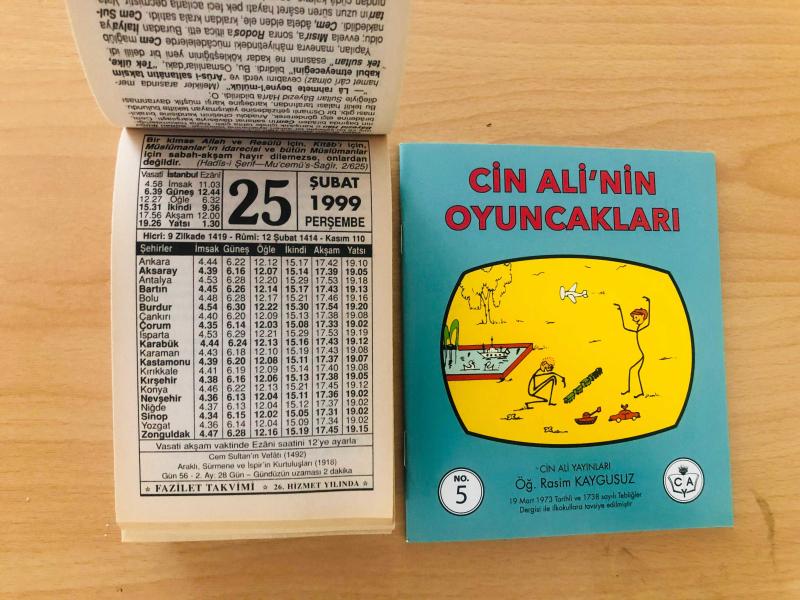 Bir kimse Allah ve Resûlü için, Kitâb'ı için,
Müslümanlar'ın idarecisi ve bütün Müslümanlar
için sabah-akşam hayır dilemezse, onlardan
değildir. (Hadîs-i Şerîf—Mu'cemü's-Sağîr, 2/625)
Vasati İstanbul Ezânî
4.58 İmsak 11.03
6.39 Güneş 12.44
12.27 Öğle 6.32
15.31 İkindi 9.36
17.56 Akşam 12.00
19.26 Yatsı 1.30
25
ŞUBAT
1999
PERŞEMBE
Hicrî: 9 Zilkade 1419 - Rûmî: 12 Şubat 1414 - Kasım 110
Şehirler İmsak Güneş Öğle İkindi Akşam Yatsı
Ankara 4.44 6.22 12.12 15.17 17.42 19.10
Aksaray 4.39 6.16 12.07 15.14 17.39 19.05
Antalya 4.53 6.28 12.20 15.29 17.53 19.18
Bartın 4.45 6.26 12.14 15.17 17.43 19.13
Bolu 4.48 6.28 12.17 15.21 17.46 19.16
Burdur 4.54 6.30 12.22 15.30 17.54 19.20
Çankırı 4.40 6.20 12.09 15.13 17.38 19.08
Çorum 4.35 6.14 12.03 15.08 17.33 19.02
Isparta 4.53 6.29 12.21 15.29 17.53 19.19
Karabük 4.44 6.24 12.13 15.16 17.43 19.12
Karaman 4.43 6.18 12.10 15.19 17.43 19.08
Kastamonu 4.39 6.20 12.08 15.11 17.37 19.07
Kırıkkale 4.41 6.19 12.09 15.14 17.40 19.08
Kırşehir 4.38 6.16 12.06 15.13 17.38 19.05
Konya 4.46 6.22 12.13 15.21 17.45 19.12
Nevşehir 4.36 6.13 12.04 15.11 17.36 19.02
Niğde 4.37 6.13 12.04 15.12 17.37 19.02
Sinop 4.34 6.15 12.02 15.05 17.31 19.02
Yozgat 4.36 6.14 12.04 15.09 17.34 19.02
Zonguldak 4.47 6.28 12.16 15.19 17.45 19.15
Vasati akşam vaktinde Ezânî saatini 12'ye ayarla
Cem Sultan'ın Vefâtı (1492)
Araklı, Sürmene ve İspir'in Kurtuluşları (1918)
Gün 56 - 2. Ay: 28 Gün – Gündüzün uzaması 2 dakika
FAZİLET TAKVİMİ 26. HİZMET YILINDA
CİN ALİ'NİN
OYUNCAKLARI
CİN ALİ YAYINLARI
Öğ. Rasim KAYGUSUZ
NO.
5
19 Mart 1973 Tarihli ve 1738 sayılı Tebliğler
Dergisi ile ilkokullara tavsiye edilmiştir
C A